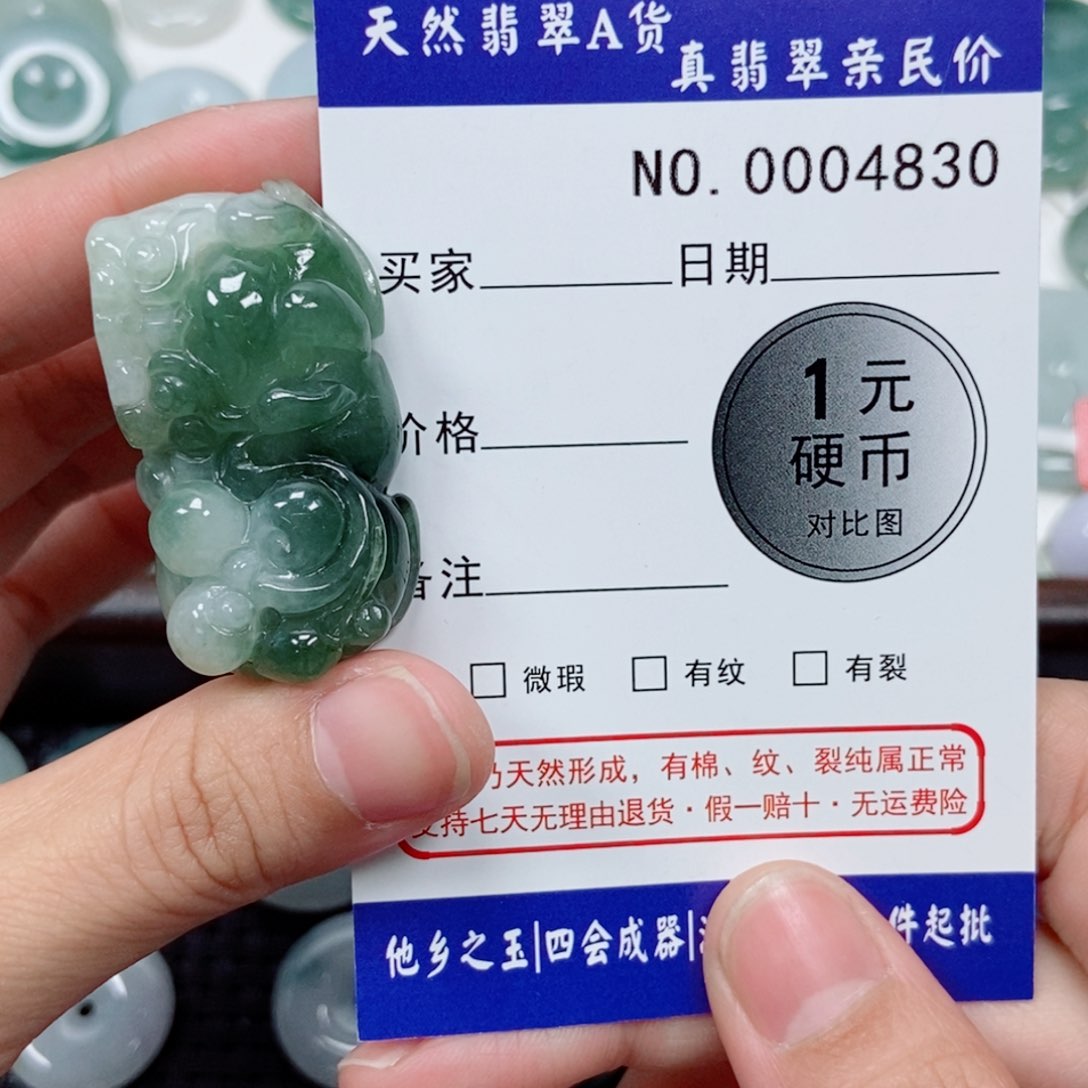 天然翡翠A货
真翡翠亲民价
NO.0004830
买家 日期
1元
硬币
对比图
价格
备注
微瑕 有纹 有裂
乃天然形成，有棉、纹、裂纯属正常
支持七天无理由退货·假一赔十·无运费险
他乡之玉|四会成器| 件起批